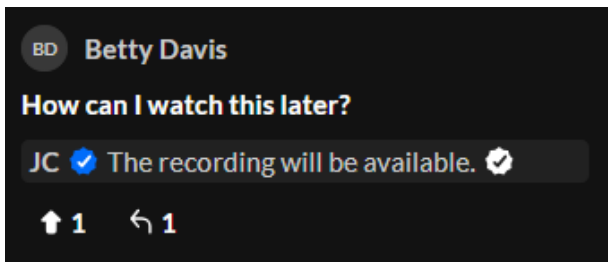 BD Betty Davis
How can I watch this later?
JC The recording will be available.
1 1